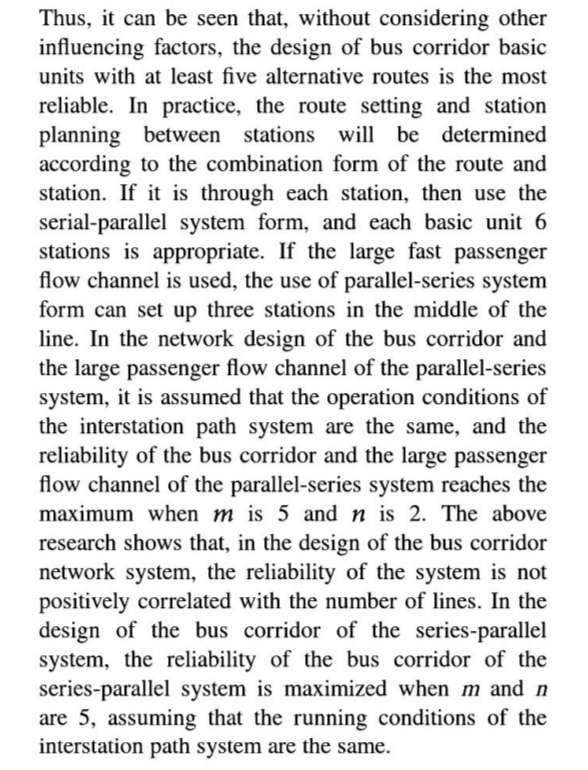 Thus, it can be seen that, without considering other
influencing factors, the design of bus corridor basic
units with at least five alternative routes is the most
reliable. In practice, the route setting and station
planning between stations will be determined
according to the combination form of the route and
station. If it is through each station, then use the
serial-parallel system form, and each basic unit 6
stations is appropriate. If the large fast passenger
flow channel is used, the use of parallel-series system
form can set up three stations in the middle of the
line. In the network design of the bus corridor and
the large passenger flow channel of the parallel-series
system, it is assumed that the operation conditions of
the interstation path system are the same, and the
reliability of the bus corridor and the large passenger
flow channel of the parallel-series system reaches the
maximum when m is 5 and n is 2. The above
research shows that, in the design of the bus corridor
network system, the reliability of the system is not
positively correlated with the number of lines. In the
design of the bus corridor of the series-parallel
system, the reliability of the bus corridor of the
series-parallel system is maximized when m and n
are 5, assuming that the running conditions of the
interstation path system are the same.